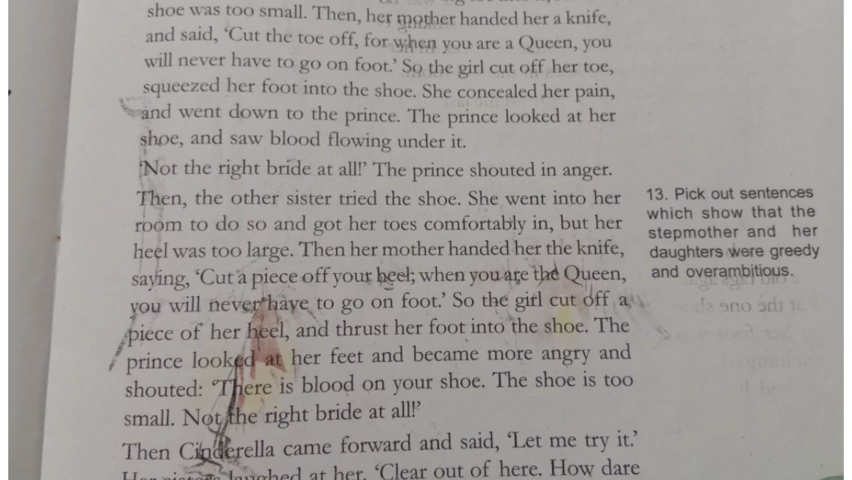 shoe was too small. Then, her mother handed her a knife,
and said, ‘Cut the toe off, for when you are a Queen, you
will never have to go on foot.’ So the girl cut off her toe,
squeezed her foot into the shoe. She concealed her pain,
and went down to the prince. The prince looked at her
shoe, and saw blood flowing under it.
‘Not the right bride at all!’ The prince shouted in anger.
Then, the other sister tried the shoe. She went into her
room to do so and got her toes comfortably in, but her
heel was too large. Then her mother handed her the knife,
saying, ‘Cut a piece off your heel; when you are the Queen,
you will never have to go on foot.’ So the girl cut off a
piece of her heel, and thrust her foot into the shoe. The
prince looked at her feet and became more angry and
shouted: ‘There is blood on your shoe. The shoe is too
small. Not the right bride at all!’
Then Cinderella came forward and said, ‘Let me try it.’
Her sisters laughed at her. ‘Clear out of here. How dare
13. Pick out sentences
which show that the
stepmother and her
daughters were greedy
and overambitious.